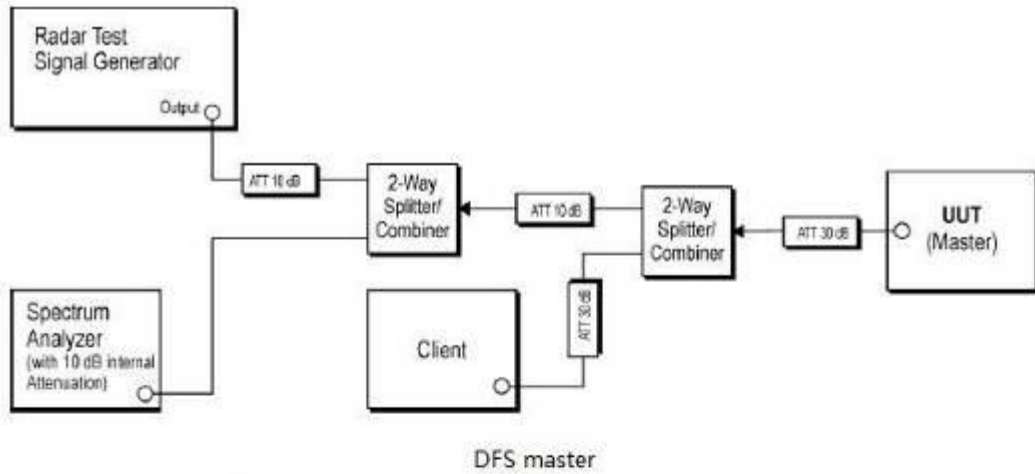 Radar Test
Signal Generator
Output
ATT 10 dB
2-Way
Splitter/
Combiner
ATT 10 dB
2-Way
Splitter/
Combiner
ATT 30 dB
UUT
(Master)
Spectrum
Analyzer
(with 10 dB internal
Attenuation)
Client
ATT 30 dB
DFS master